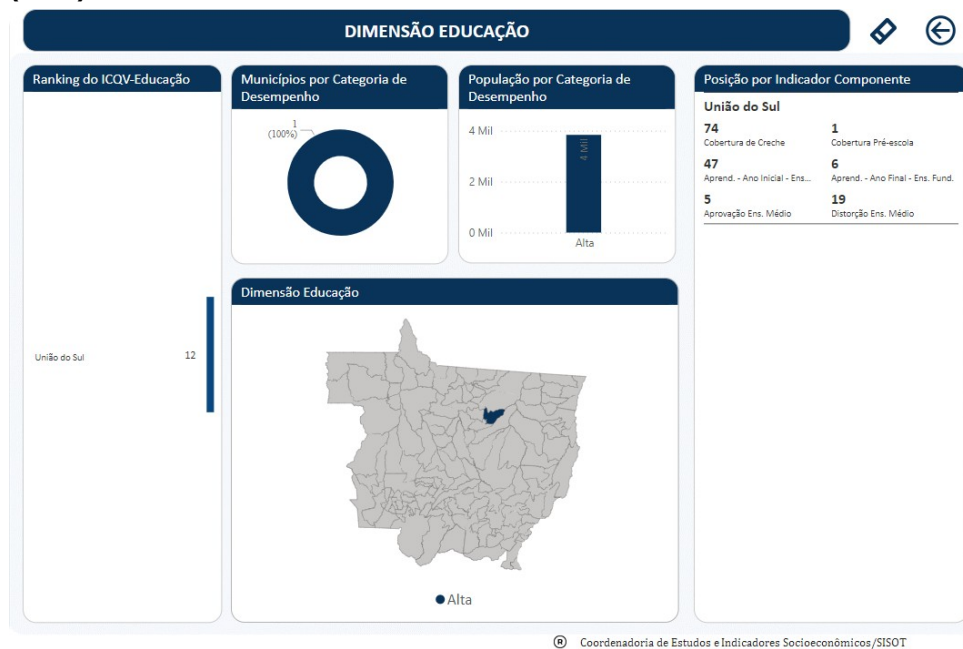 DIMENSÃO EDUCAÇÃO
Ranking do ICQV-Educação
União do Sul 12
Municípios por Categoria de
Desempenho
1
(100%)
População por Categoria de
Desempenho
4 Mil
2 Mil
0 Mil
4 Mil
Alta
Dimensão Educação
Alta
Posição por Indicador Componente
União do Sul
74 1
Cobertura de Creche Cobertura Pré-escola
47 6
Aprend. - Ano Inicial - Ens... Aprend. - Ano Final - Ens. Fund.
5 19
Aprovação Ens. Médio Distorção Ens. Médio
® Coordenadoria de Estudos e Indicadores Socioeconômicos/SISOT